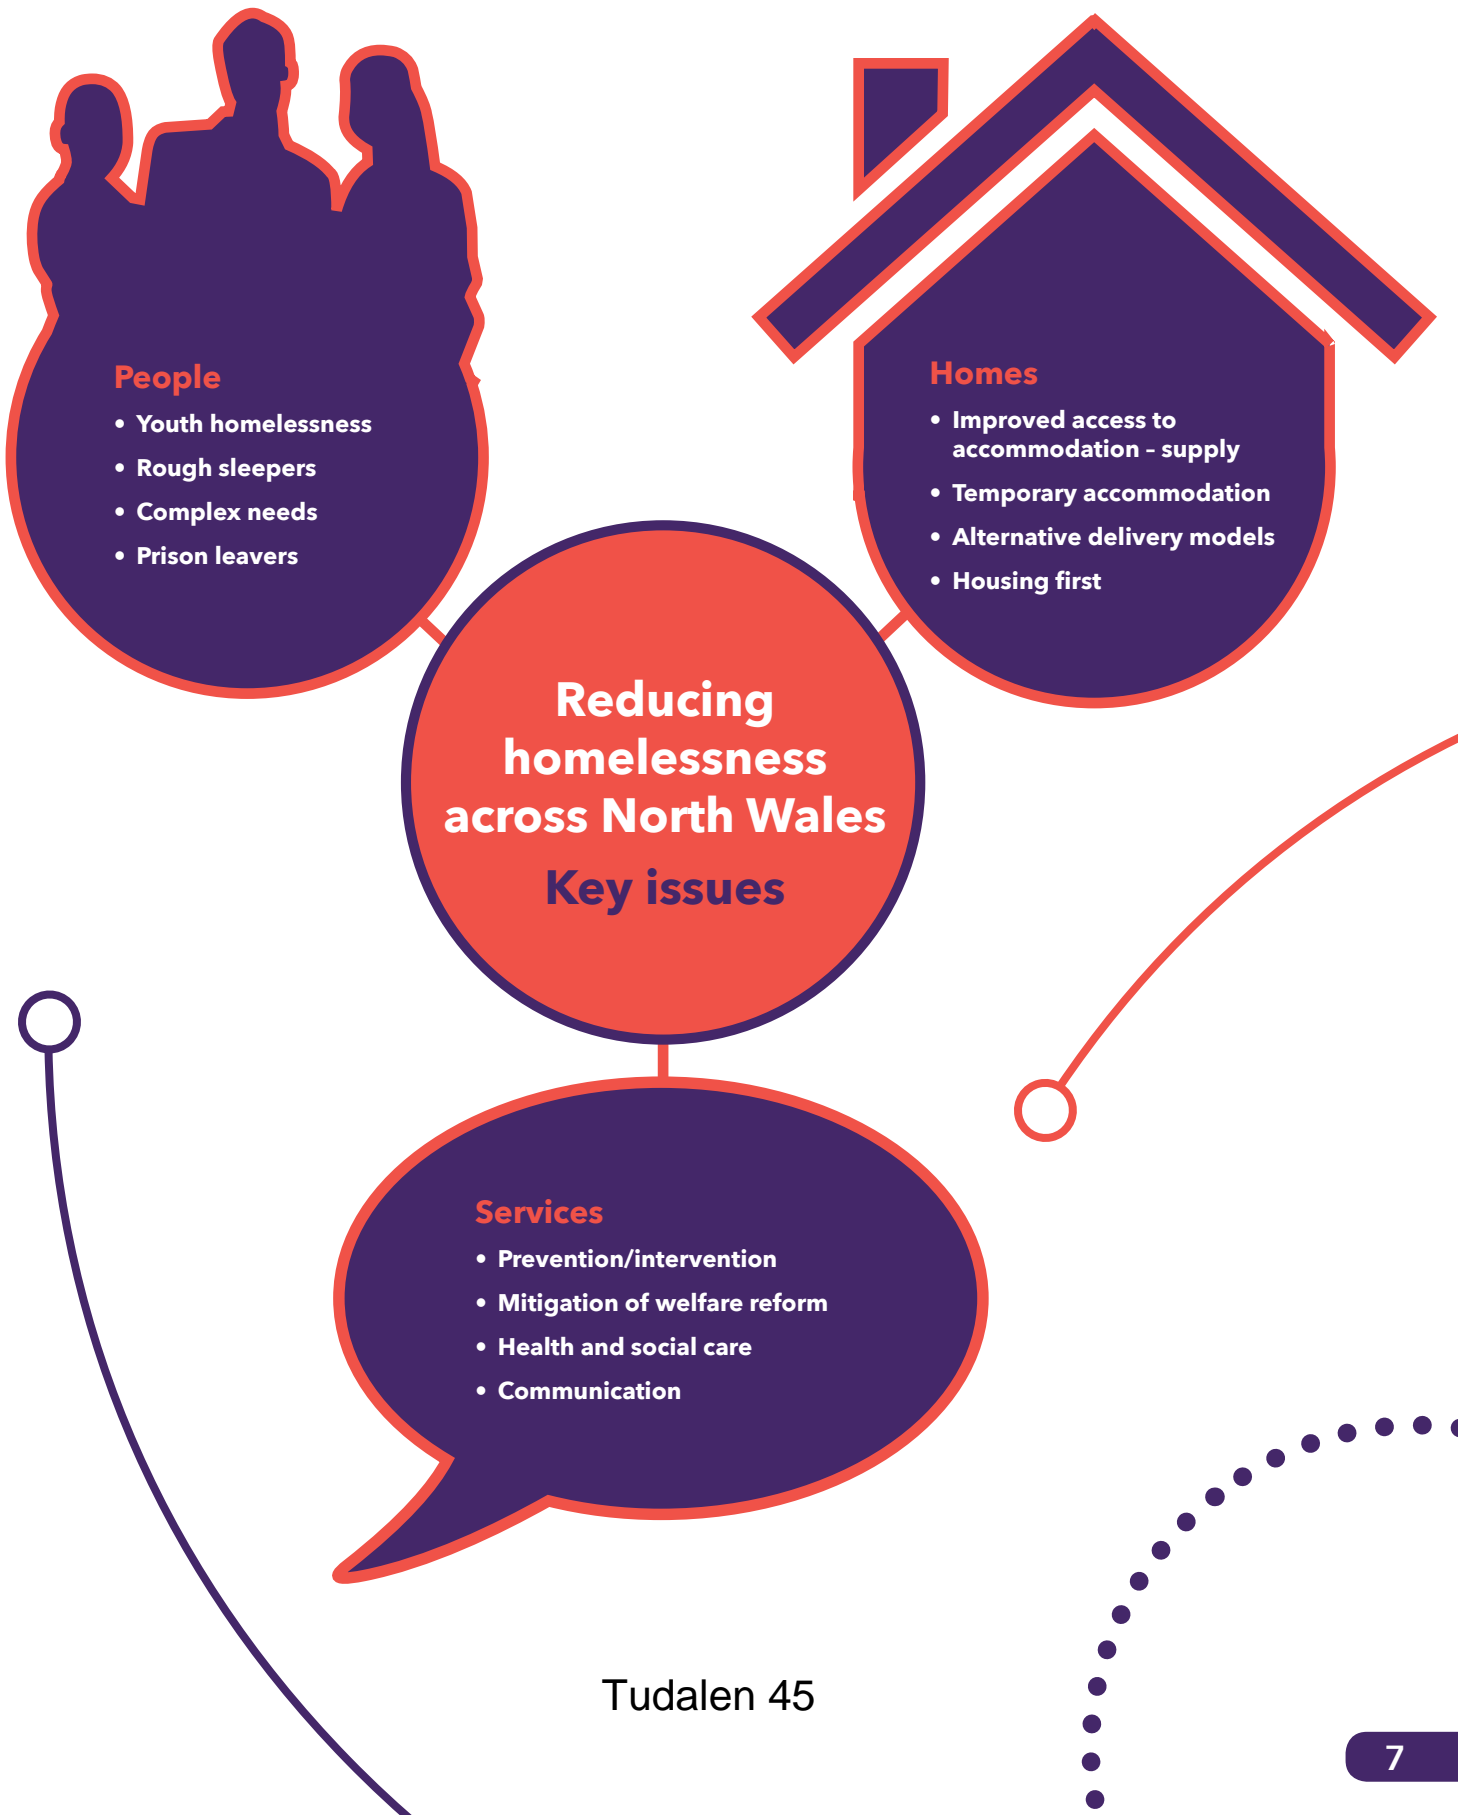 People
• Youth homelessness
• Rough sleepers
• Complex needs
• Prison leavers
Homes
• Improved access to
accommodation – supply
• Temporary accommodation
• Alternative delivery models
• Housing first
Reducing
homelessness
across North Wales
Key issues
Services
• Prevention/intervention
• Mitigation of welfare reform
• Health and social care
• Communication
Tudalen 45
7